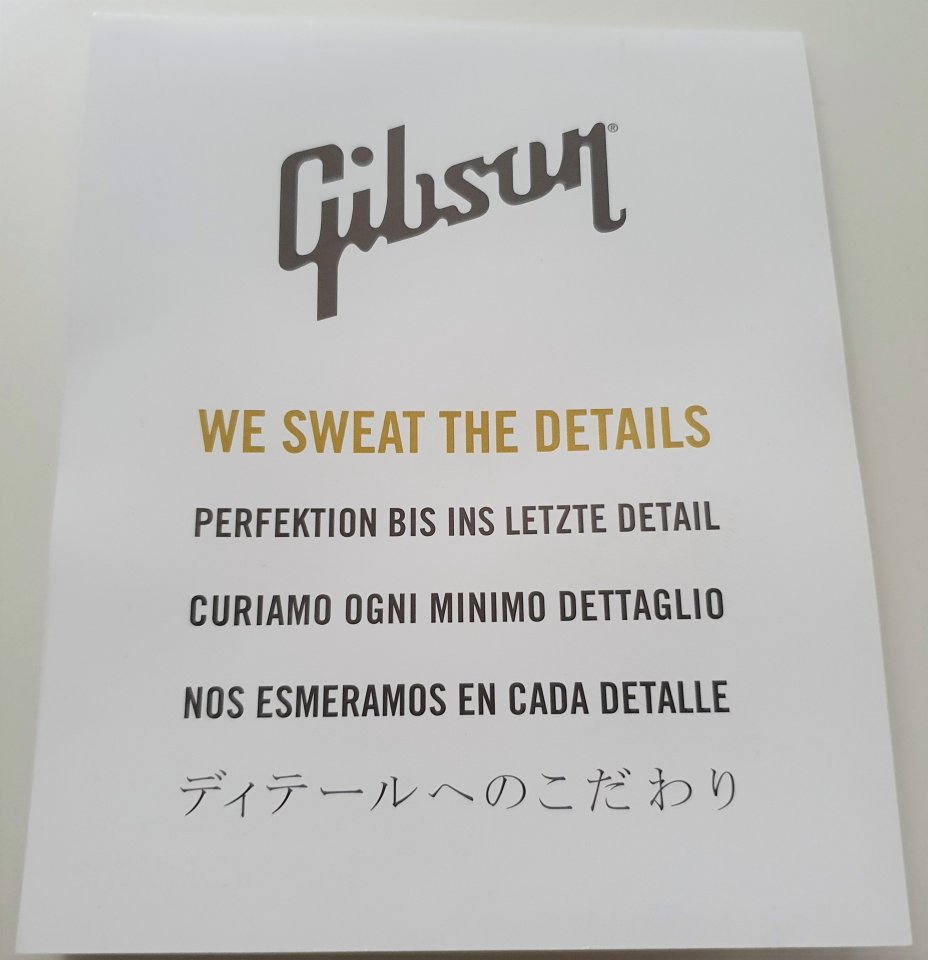 Gibson®
WE SWEAT THE DETAILS
PERFEKTION BIS INS LETZTE DETAIL
CURIAMO OGNI MINIMO DETTAGLIO
NOS ESMERAMOS EN CADA DETALLE
ディテールへのこだわり